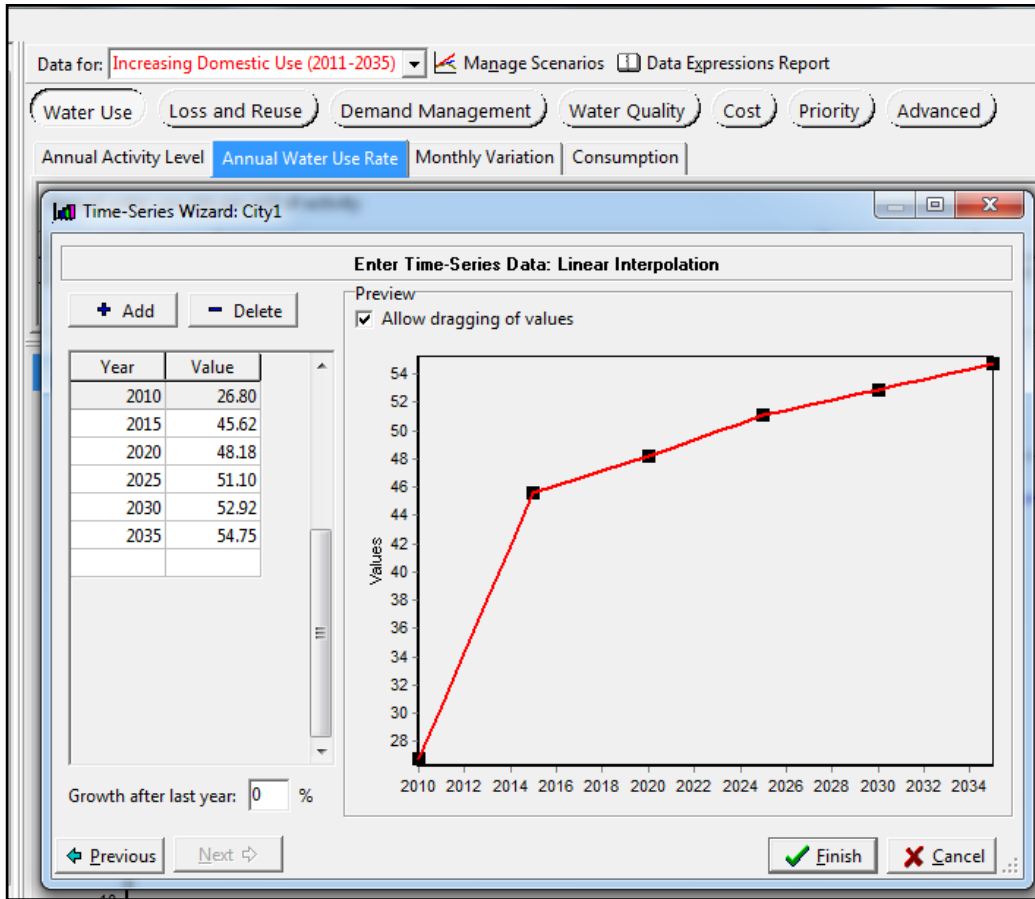 Data for: Increasing Domestic Use (2011-2035) Manage Scenarios Data Expressions Report
Water Use Loss and Reuse Demand Management Water Quality Cost Priority Advanced
Annual Activity Level Annual Water Use Rate Monthly Variation Consumption
Time-Series Wizard: City1
Enter Time-Series Data: Linear Interpolation
Add Delete
Preview
Allow dragging of values
Year Value
2010 26.80
2015 45.62
2020 48.18
2025 51.10
2030 52.92
2035 54.75
Values
54
52
50
48
46
44
42
40
38
36
34
32
30
28
2010 2012 2014 2016 2018 2020 2022 2024 2026 2028 2030 2032 2034
Growth after last year: 0 %
Previous Next Finish Cancel